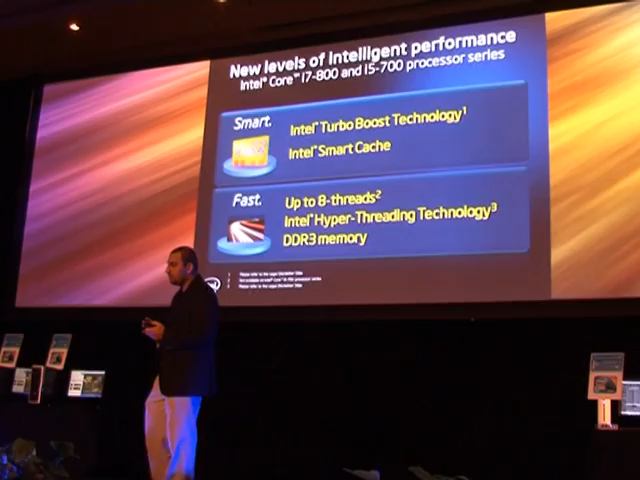 New levels of intelligent performance
Intel® Core™ i7-800 and i5-700 processor series
Smart.
Intel® Turbo Boost Technology¹
Intel® Smart Cache
Fast.
Up to 8-threads²
Intel® Hyper-Threading Technology³
DDR3 memory